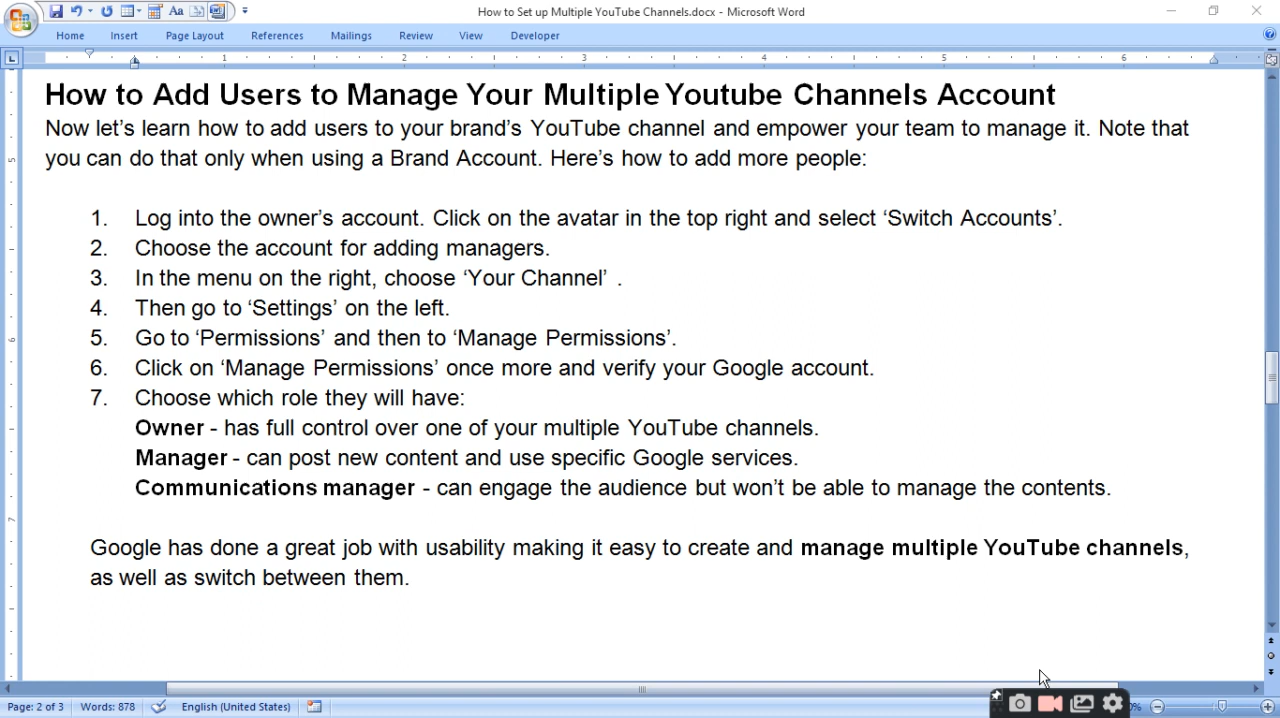 How to Set up Multiple YouTube Channels.docx - Microsoft Word
Home Insert Page Layout References Mailings Review View Developer
1 2 3 4 5 6
How to Add Users to Manage Your Multiple Youtube Channels Account
Now let’s learn how to add users to your brand’s YouTube channel and empower your team to manage it. Note that
you can do that only when using a Brand Account. Here’s how to add more people:
1. Log into the owner’s account. Click on the avatar in the top right and select ‘Switch Accounts’.
2. Choose the account for adding managers.
3. In the menu on the right, choose ‘Your Channel’ .
4. Then go to ‘Settings’ on the left.
5. Go to ‘Permissions’ and then to ‘Manage Permissions’.
6. Click on ‘Manage Permissions’ once more and verify your Google account.
7. Choose which role they will have:
Owner - has full control over one of your multiple YouTube channels.
Manager - can post new content and use specific Google services.
Communications manager - can engage the audience but won’t be able to manage the contents.
Google has done a great job with usability making it easy to create and manage multiple YouTube channels,
as well as switch between them.
Page: 2 of 3 Words: 878 English (United States)